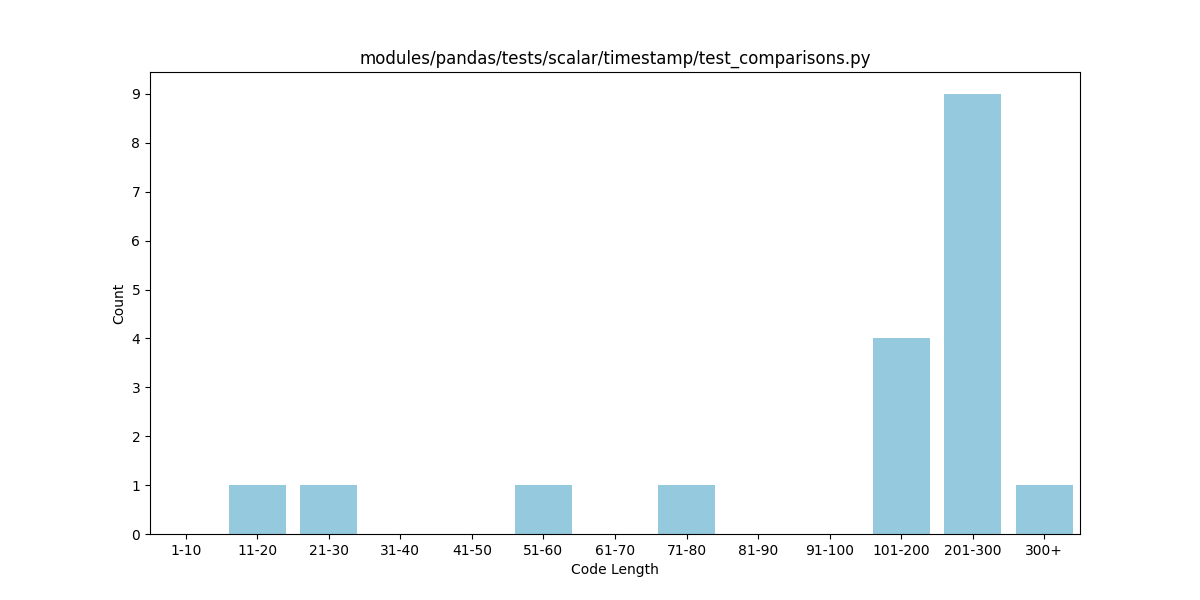 modules/pandas/tests/scalar/timestamp/test_comparisons.py
Count
9
8
7
6
5
4
3
2
1
0
1-10 11-20 21-30 31-40 41-50 51-60 61-70 71-80 81-90 91-100 101-200 201-300 300+
Code Length